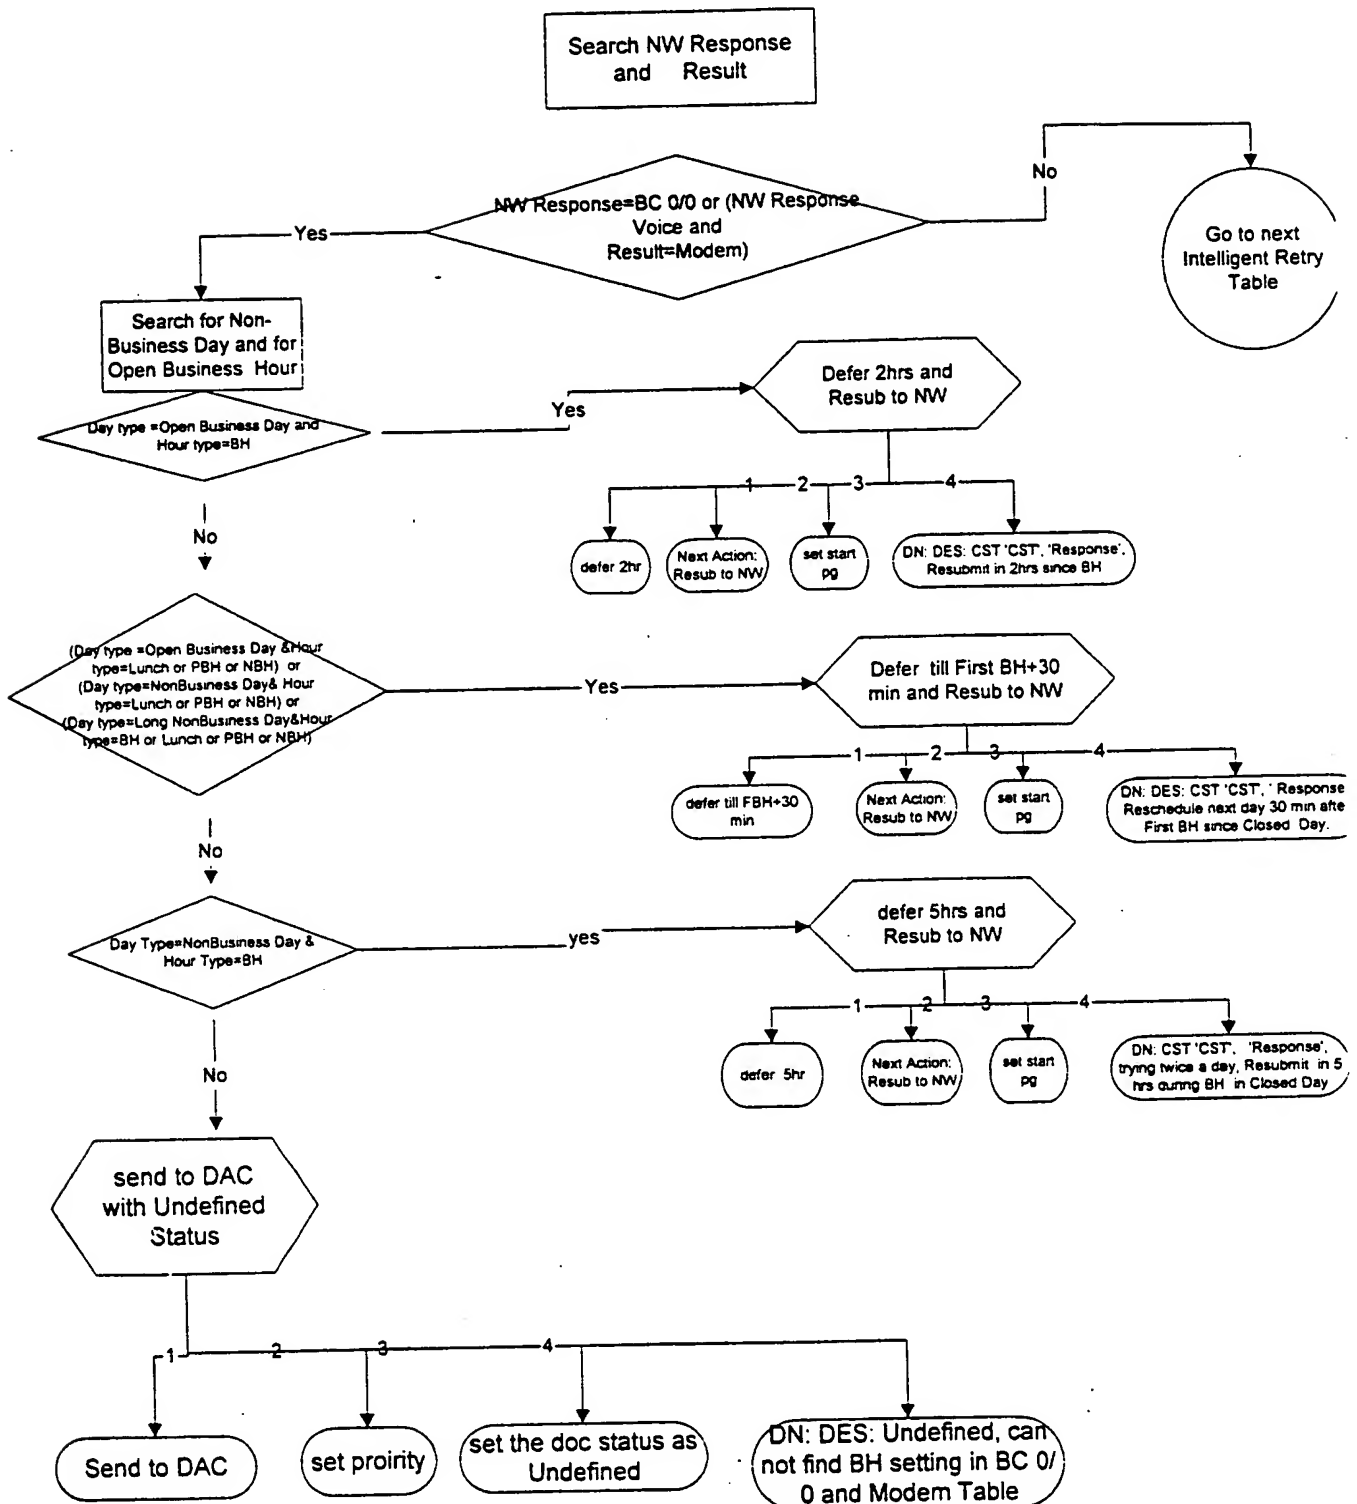 Search NW Response
and Result
NW Response=BC 0/0 or (NW Response
Voice and
Result=Modem)
No
Yes
Go to next
Intelligent Retry
Table
Search for Non-
Business Day and for
Open Business Hour
Defer 2hrs and
Resub to NW
Yes
Day type =Open Business Day and
Hour type=BH
1 2 3 4
No
defer 2hr
Next Action:
Resub to NW
set start
pg
DN: DES: CST 'CST', 'Response',
Resubmit in 2hrs since BH
(Day type =Open Business Day &Hour
type=Lunch or PBH or NBH) or
(Day type=NonBusiness Day& Hour
type=Lunch or PBH or NBH) or
(Day type=Long NonBusiness Day&Hour
type=BH or Lunch or PBH or NBH)
Yes
Defer till First BH+30
min and Resub to NW
1 2 3 4
defer till FBH+30
min
Next Action:
Resub to NW
set start
pg
DN: DES: CST 'CST', ' Response
Reschedule next day 30 min afte
First BH since Closed Day.
No
Day Type=NonBusiness Day &
Hour Type=BH
yes
defer 5hrs and
Resub to NW
1 2 3 4
defer 5hr
Next Action:
Resub to NW
set start
pg
DN: CST 'CST', 'Response',
trying twice a day, Resubmit in 5
hrs during BH in Closed Day
No
send to DAC
with Undefined
Status
1 2 3 4
Send to DAC
set proirity
set the doc status as
Undefined
DN: DES: Undefined, can
not find BH setting in BC 0/
0 and Modem Table